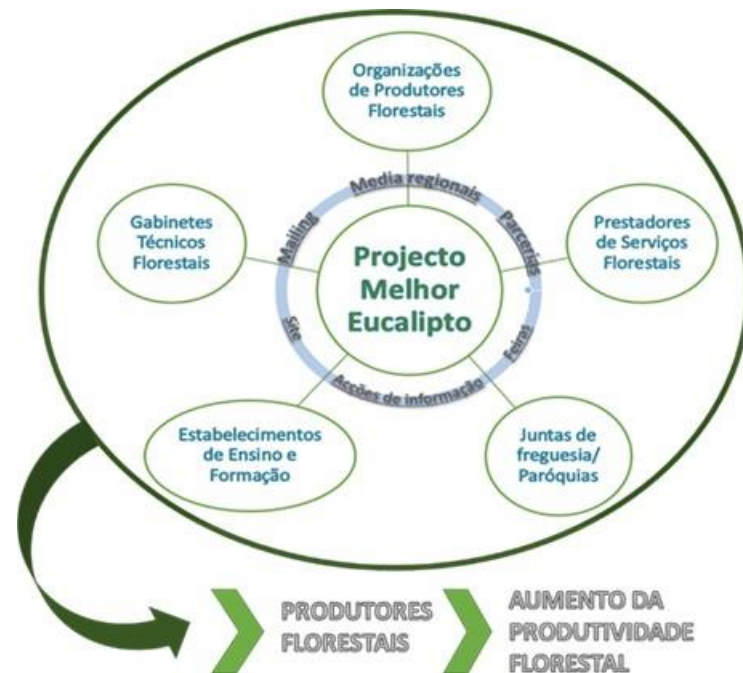 Organizações
de Produtores
Florestais
Media regionais
Mailing
Parcerias
Gabinetes
Técnicos
Florestais
Prestadores
de Serviços
Florestais
Projecto
Melhor
Eucalipto
Site
Feiras
Acções de informação
Estabelecimentos
de Ensino e
Formação
Juntas de
freguesia/
Paróquias
PRODUTORES
FLORESTAIS
AUMENTO DA
PRODUTIVIDADE
FLORESTAL